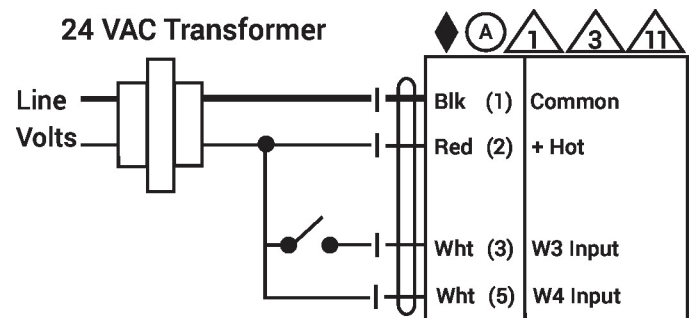 24 VAC Transformer
A 1 3 11
Line
Volts
Blk (1) Common
Red (2) + Hot
Wht (3) W3 Input
Wht (5) W4 Input